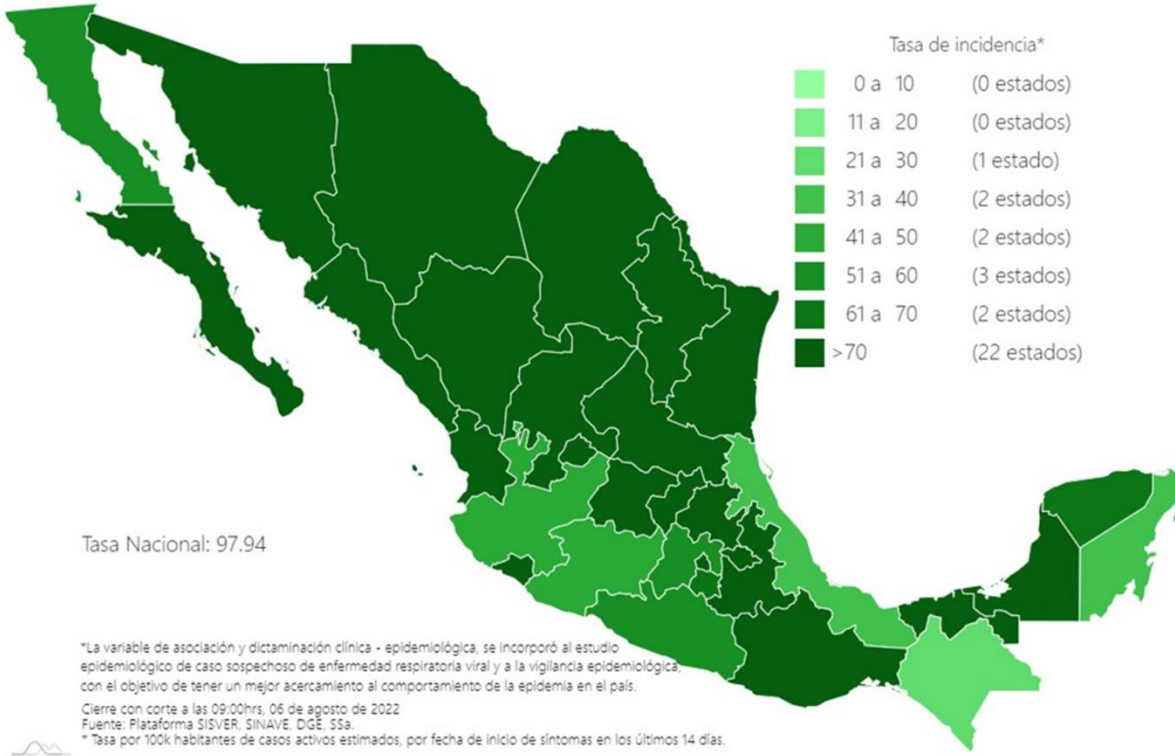 Tasa de incidencia*
0 a 10 (0 estados)
11 a 20 (0 estados)
21 a 30 (1 estado)
31 a 40 (2 estados)
41 a 50 (2 estados)
51 a 60 (3 estados)
61 a 70 (2 estados)
>70 (22 estados)
Tasa Nacional: 97.94
*La variable de asociación y dictaminación clínica - epidemiológica, se incorporó al estudio
epidemiológico de caso sospechoso de enfermedad respiratoria viral y a la vigilancia epidemiológica,
con el objetivo de tener un mejor acercamiento al comportamiento de la epidemia en el país.
Cierre con corte a las 09:00hrs, 06 de agosto de 2022
Fuente: Plataforma SISVER, SINAVE, DGE, SSa.
* Tasa por 100k habitantes de casos activos estimados, por fecha de inicio de síntomas en los últimos 14 días.